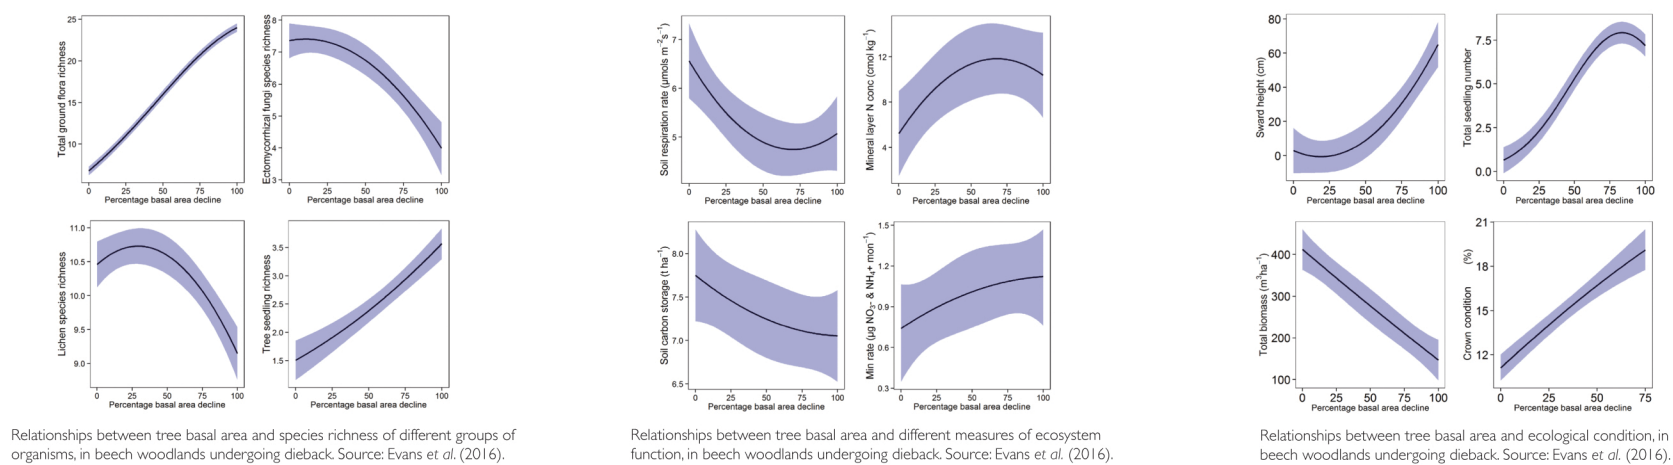 Total ground flora richness
25
20
15
10
0 25 50 75 100
Percentage basal area decline
Ectomycorrhizal fungi species richness
8
7
6
5
4
3
0 25 50 75 100
Percentage basal area decline
Lichen species richness
11.0
10.5
10.0
9.5
9.0
0 25 50 75 100
Percentage basal area decline
Tree seedling richness
3.5
3.0
2.5
2.0
1.5
0 25 50 75 100
Percentage basal area decline
Relationships between tree basal area and species richness of different groups of
organisms, in beech woodlands undergoing dieback. Source: Evans et al. (2016).
Soil respiration rate (μmols m⁻²s⁻¹)
7
6
5
0 25 50 75 100
Percentage basal area decline
Mineral layer N conc (cmol kg⁻¹)
12
8
4
0 25 50 75 100
Percentage basal area decline
Soil carbon storage (t ha⁻¹)
8.0
7.5
7.0
6.5
0 25 50 75 100
Percentage basal area decline
Min rate (μg NO₃- & NH₄+ mon⁻¹)
1.5
1.2
0.9
0.6
0.3
0 25 50 75 100
Percentage basal area decline
Relationships between tree basal area and different measures of ecosystem
function, in beech woodlands undergoing dieback. Source: Evans et al. (2016).
Sward height (cm)
80
60
40
20
0
0 25 50 75 100
Percentage basal area decline
Total seedling number
7.5
5.0
2.5
0.0
0 25 50 75 100
Percentage basal area decline
Total biomass (m³ha⁻¹)
400
300
200
100
0 25 50 75 100
Percentage basal area decline
Crown condition (%)
21
18
15
12
0 25 50 75
Percentage basal area decline
Relationships between tree basal area and ecological condition, in
beech woodlands undergoing dieback. Source: Evans et al. (2016).